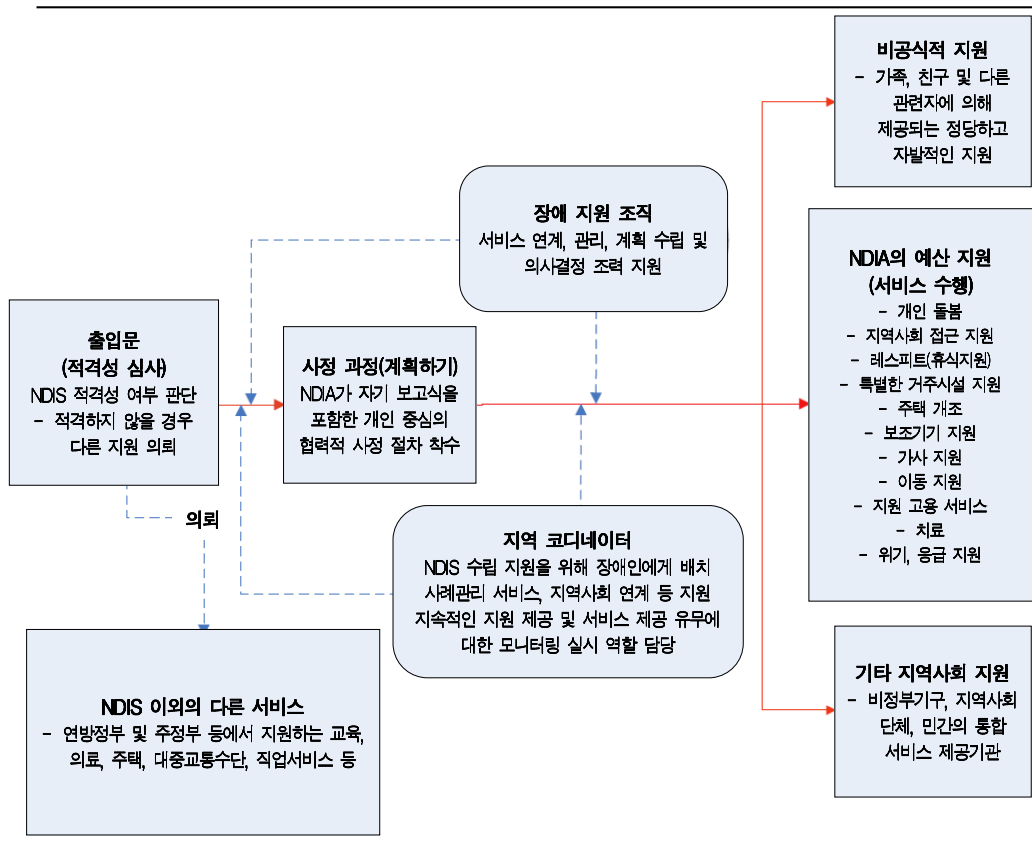 출입문
(적격성 심사)
NDIS 적격성 여부 판단
- 적격하지 않을 경우
다른 지원 의뢰
의뢰
NDIS 이외의 다른 서비스
- 연방정부 및 주정부 등에서 지원하는 교육,
의료, 주택, 대중교통수단, 직업서비스 등
장애 지원 조직
서비스 연계, 관리, 계획 수립 및
의사결정 조력 지원
사정 과정(계획하기)
NDIA가 자기 보고식을
포함한 개인 중심의
협력적 사정 절차 착수
지역 코디네이터
NDIS 수립 지원을 위해 장애인에게 배치
사례관리 서비스, 지역사회 연계 등 지원
지속적인 지원 제공 및 서비스 제공 유무에
대한 모니터링 실시 역할 담당
비공식적 지원
- 가족, 친구 및 다른
관련자에 의해
제공되는 정당하고
자발적인 지원
NDIA의 예산 지원
(서비스 수행)
- 개인 돌봄
- 지역사회 접근 지원
- 레스피트(휴식지원)
- 특별한 거주시설 지원
- 주택 개조
- 보조기기 지원
- 가사 지원
- 이동 지원
- 지원 고용 서비스
- 치료
- 위기, 응급 지원
기타 지역사회 지원
- 비정부기구, 지역사회
단체, 민간의 통합
서비스 제공기관